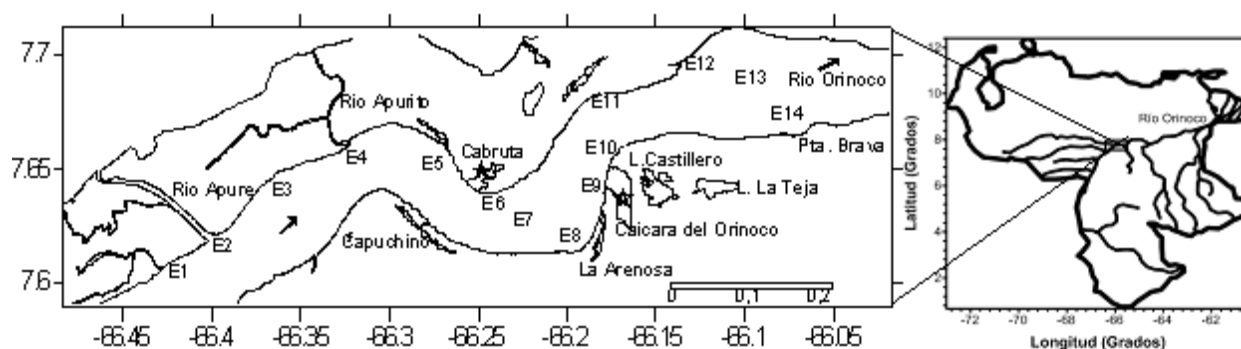 7.7
7.65
7.6
-66.45
-66.4
-66.35
-66.3
-66.25
-66.2
-66.15
-66.1
-66.05
Rio Apurito
Rio Apure
E1
E2
E3
E4
E5
Cabruta
E6
E7
Capuchino
E8
La Arenosa
E9
E10
L.Castillero
L. La Teja
Caicara del Orinoco
E11
E12
E13
Rio Orinoco
E14
Pta. Brava
0
0,1
0,2
Latitud (Grados)
12
10
8
6
4
2
Río Orinoco
-72
-70
-68
-66
-64
-62
Longitud (Grados)